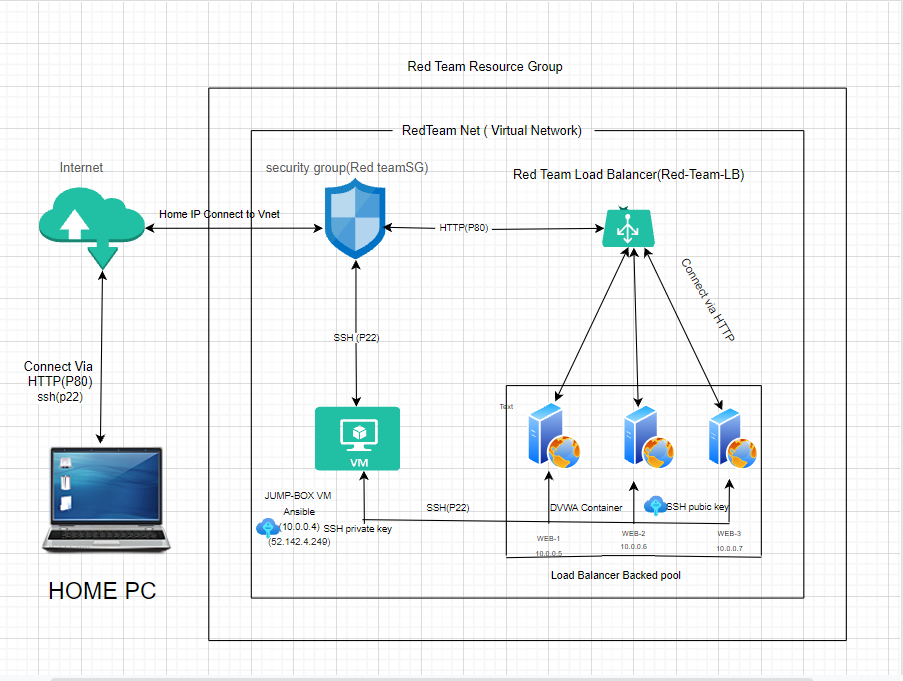 Red Team Resource Group
RedTeam Net ( Virtual Network)
Internet
security group(Red teamSG)
Red Team Load Balancer(Red-Team-LB)
Home IP Connect to Vnet
HTTP(P80)
Connect via HTTP
SSH (P22)
Connect Via
HTTP(P80)
ssh(p22)
Text
VM
JUMP-BOX VM
Ansible
(10.0.0.4)
SSH private key
(52.142.4.249)
SSH(P22)
DVWA Container
SSH pubic key
WEB-1
10.0.0.5
WEB-2
10.0.0.6
WEB-3
10.0.0.7
Load Balancer Backed pool
HOME PC